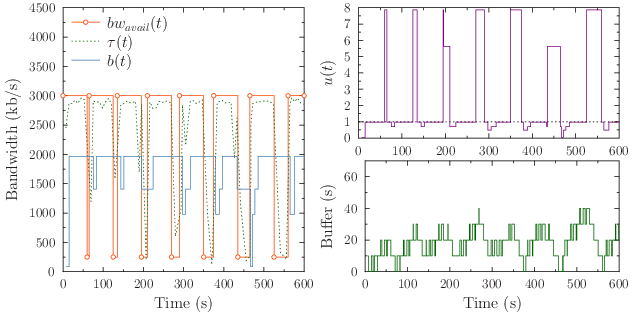 bw_avail(t)
τ(t)
b(t)
4500
4000
3500
3000
2500
2000
1500
1000
500
0
Bandwidth (kb/s)
0 100 200 300 400 500 600
Time (s)
8
7
6
5
4
3
2
1
0
u(t)
0 100 200 300 400 500 600
60
40
20
0
Buffer (s)
0 100 200 300 400 500 600
Time (s)